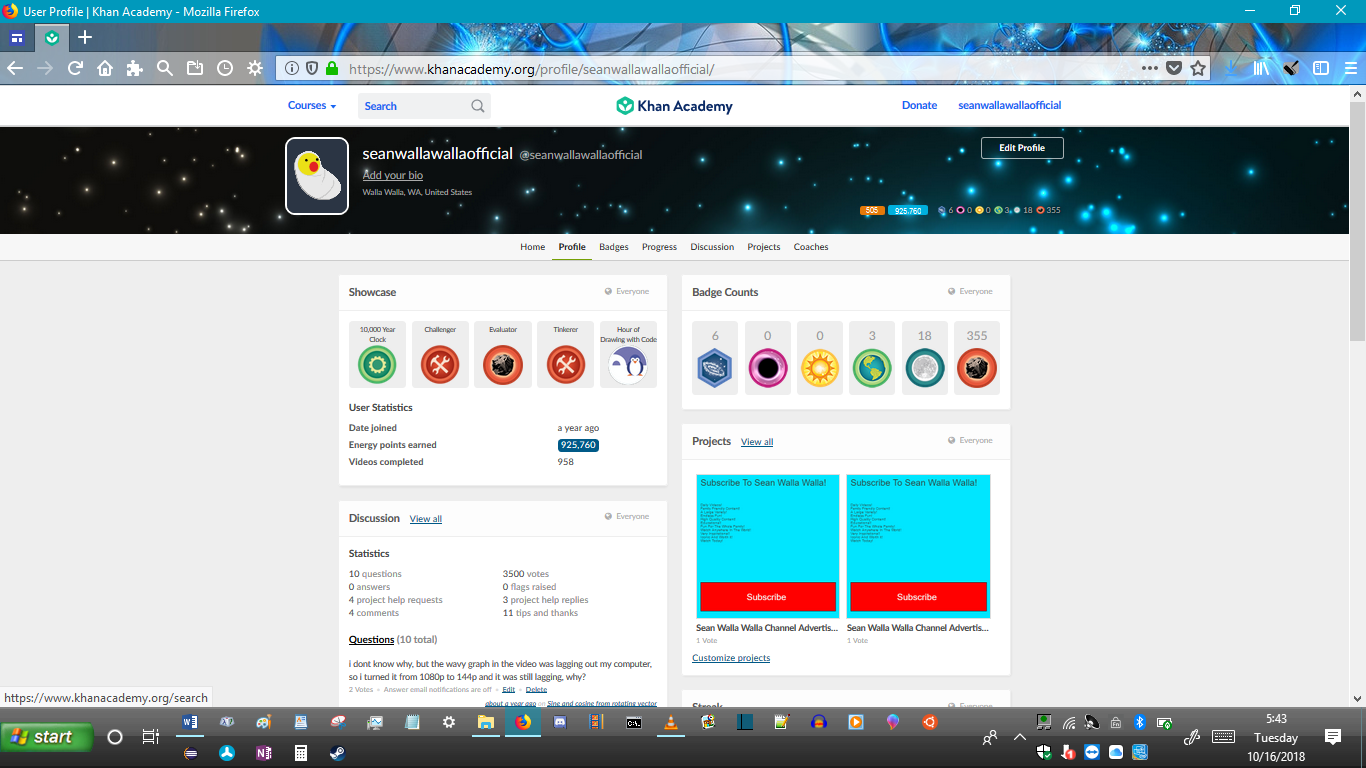 User Profile | Khan Academy - Mozilla Firefox
https://www.khanacademy.org/profile/seanwallawallaofficial/
Courses
Search
Khan Academy
Donate
seanwallawallaofficial
seanwallawallaofficial @seanwallawallaofficial
Edit Profile
Add your bio
Walla Walla, WA, United States
505 925,760 6 0 0 3 18 355
Home Profile Badges Progress Discussion Projects Coaches
Showcase
Everyone
10,000 Year
Clock
Challenger
Evaluator
Tinkerer
Hour of
Drawing with Code
User Statistics
Date joined a year ago
Energy points earned 925,760
Videos completed 958
Badge Counts
Everyone
6 0 0 3 18 355
Projects View all
Everyone
Subscribe To Sean Walla Walla!
Subscribe
Sean Walla Walla Channel Advertis...
1 Vote
Subscribe To Sean Walla Walla!
Subscribe
Sean Walla Walla Channel Advertis...
1 Vote
Customize projects
Discussion View all
Everyone
Statistics
10 questions 3500 votes
0 answers 0 flags raised
4 project help requests 3 project help replies
4 comments 11 tips and thanks
Questions (10 total)
i dont know why, but the wavy graph in the video was lagging out my computer,
so i turned it from 1080p to 144p and it was still lagging, why?
2 Votes • Answer email notifications are off • Edit • Delete
about a year ago on Sine and cosine from rotating vector
Streak
Everyone
https://www.khanacademy.org/search
start
5:43
Tuesday
10/16/2018